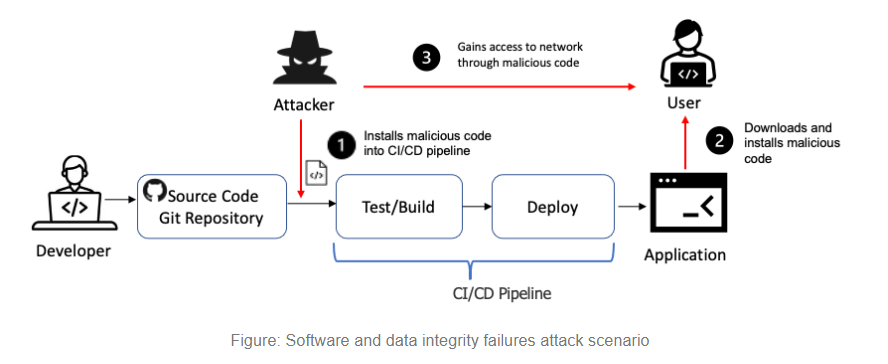 3
Gains access to network
through malicious code
Attacker
User
1
Installs malicious code
into CI/CD pipeline
2
Downloads and
installs malicious
code
</>
</>
</>
Source Code
Git Repository
Test/Build
Deploy
Developer
Application
CI/CD Pipeline
Figure: Software and data integrity failures attack scenario